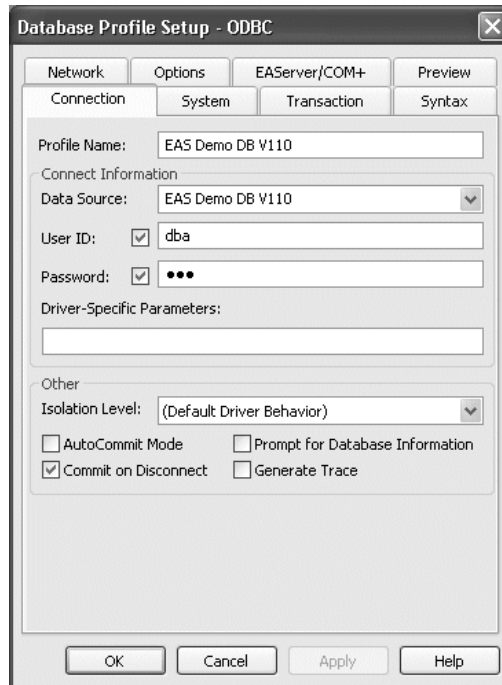 Database Profile Setup - ODBC
Network Options EAServer/COM+ Preview
Connection System Transaction Syntax
Profile Name: EAS Demo DB V110
Connect Information
Data Source: EAS Demo DB V110
User ID: dba
Password: •••
Driver-Specific Parameters:
Other
Isolation Level: (Default Driver Behavior)
AutoCommit Mode Prompt for Database Information
Commit on Disconnect Generate Trace
OK Cancel Apply Help